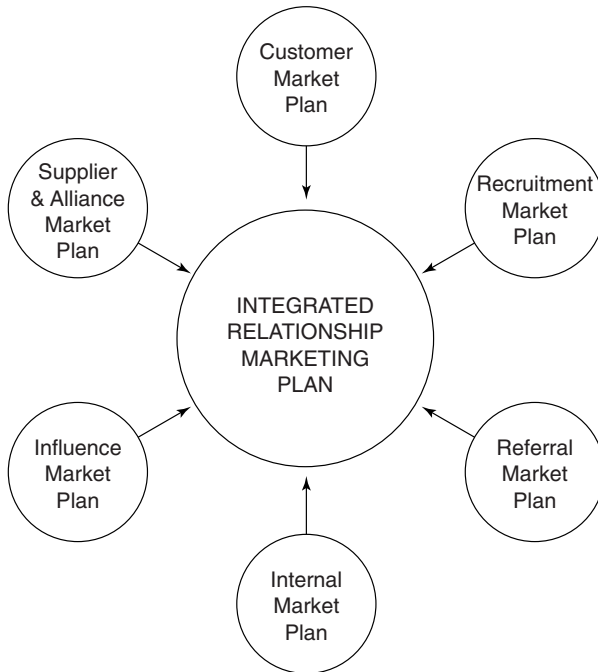 Customer
Market
Plan
Supplier
& Alliance
Market
Plan
Recruitment
Market
Plan
INTEGRATED
RELATIONSHIP
MARKETING
PLAN
Influence
Market
Plan
Referral
Market
Plan
Internal
Market
Plan